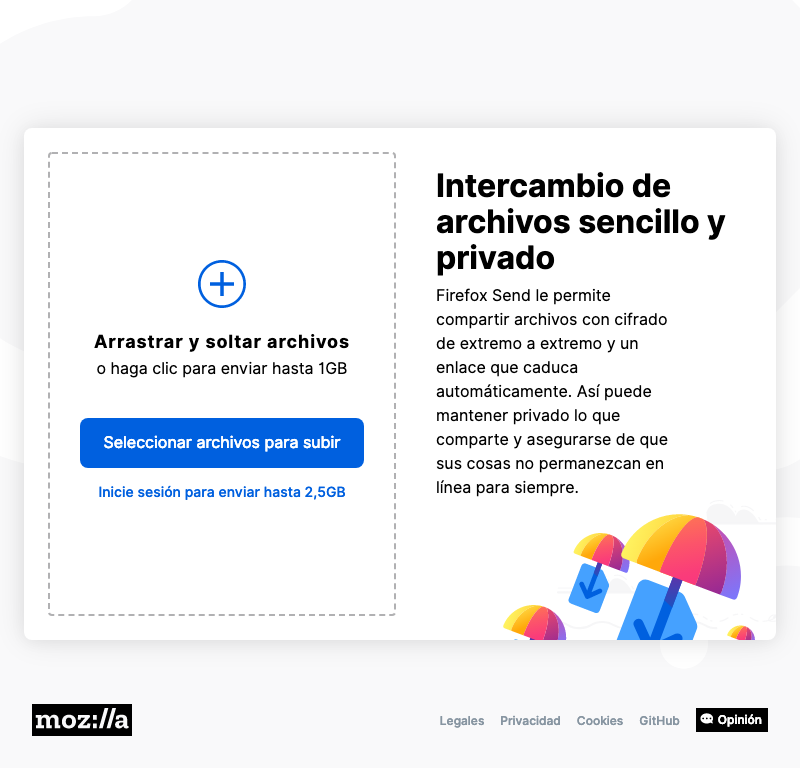 Arrastrar y soltar archivos
o haga clic para enviar hasta 1GB
Seleccionar archivos para subir
Inicie sesión para enviar hasta 2,5GB
Intercambio de
archivos sencillo y
privado
Firefox Send le permite
compartir archivos con cifrado
de extremo a extremo y un
enlace que caduca
automáticamente. Así puede
mantener privado lo que
comparte y asegurarse de que
sus cosas no permanezcan en
línea para siempre.
moz://a
Legales Privacidad Cookies GitHub Opinión